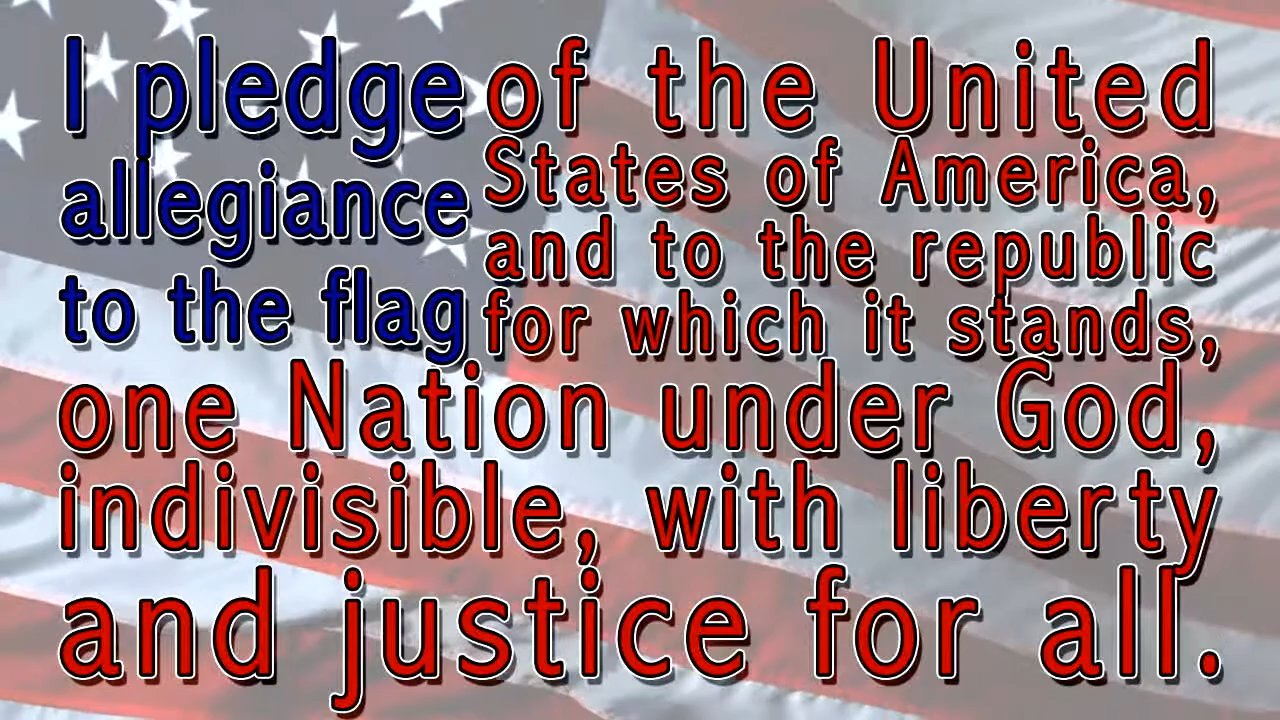 I pledge
allegiance
to the flag
of the United
States of America,
and to the republic
for which it stands,
one Nation under God,
indivisible, with liberty
and justice for all.